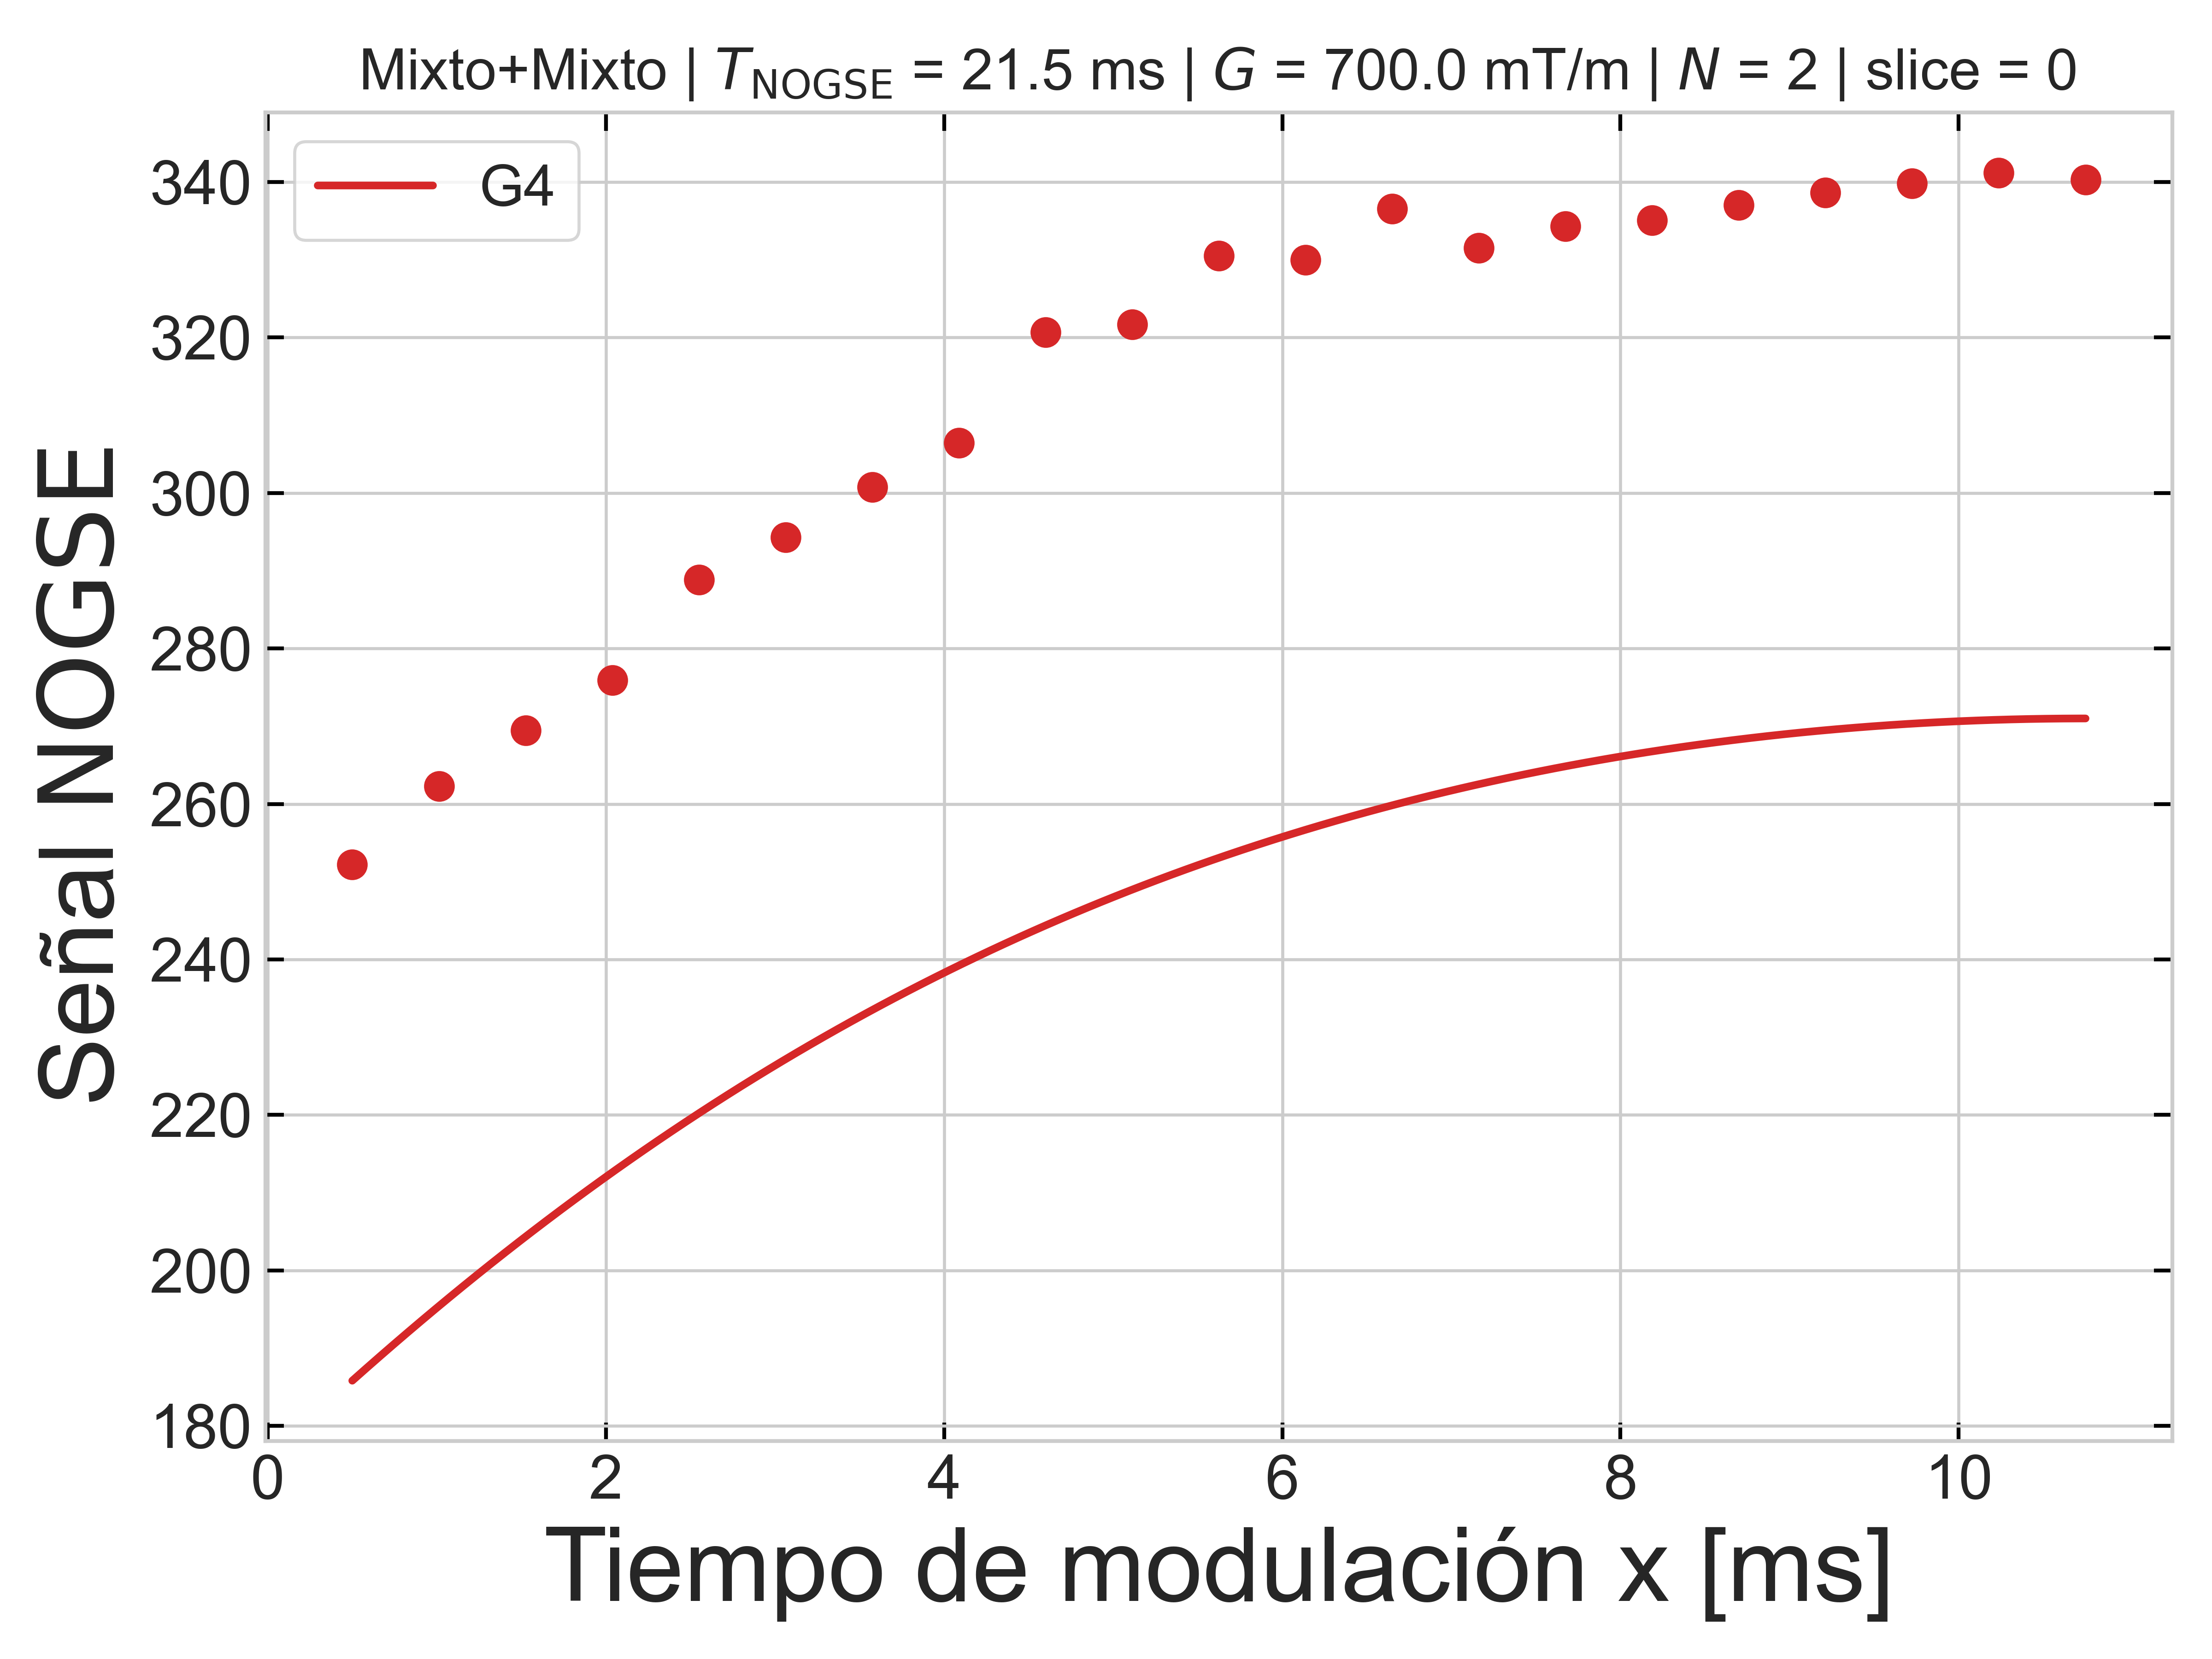 Mixto+Mixto | T_NOGSE = 21.5 ms | G = 700.0 mT/m | N = 2 | slice = 0
G4
340
320
300
280
260
240
220
200
180
Señal NOGSE
0 2 4 6 8 10
Tiempo de modulación x [ms]